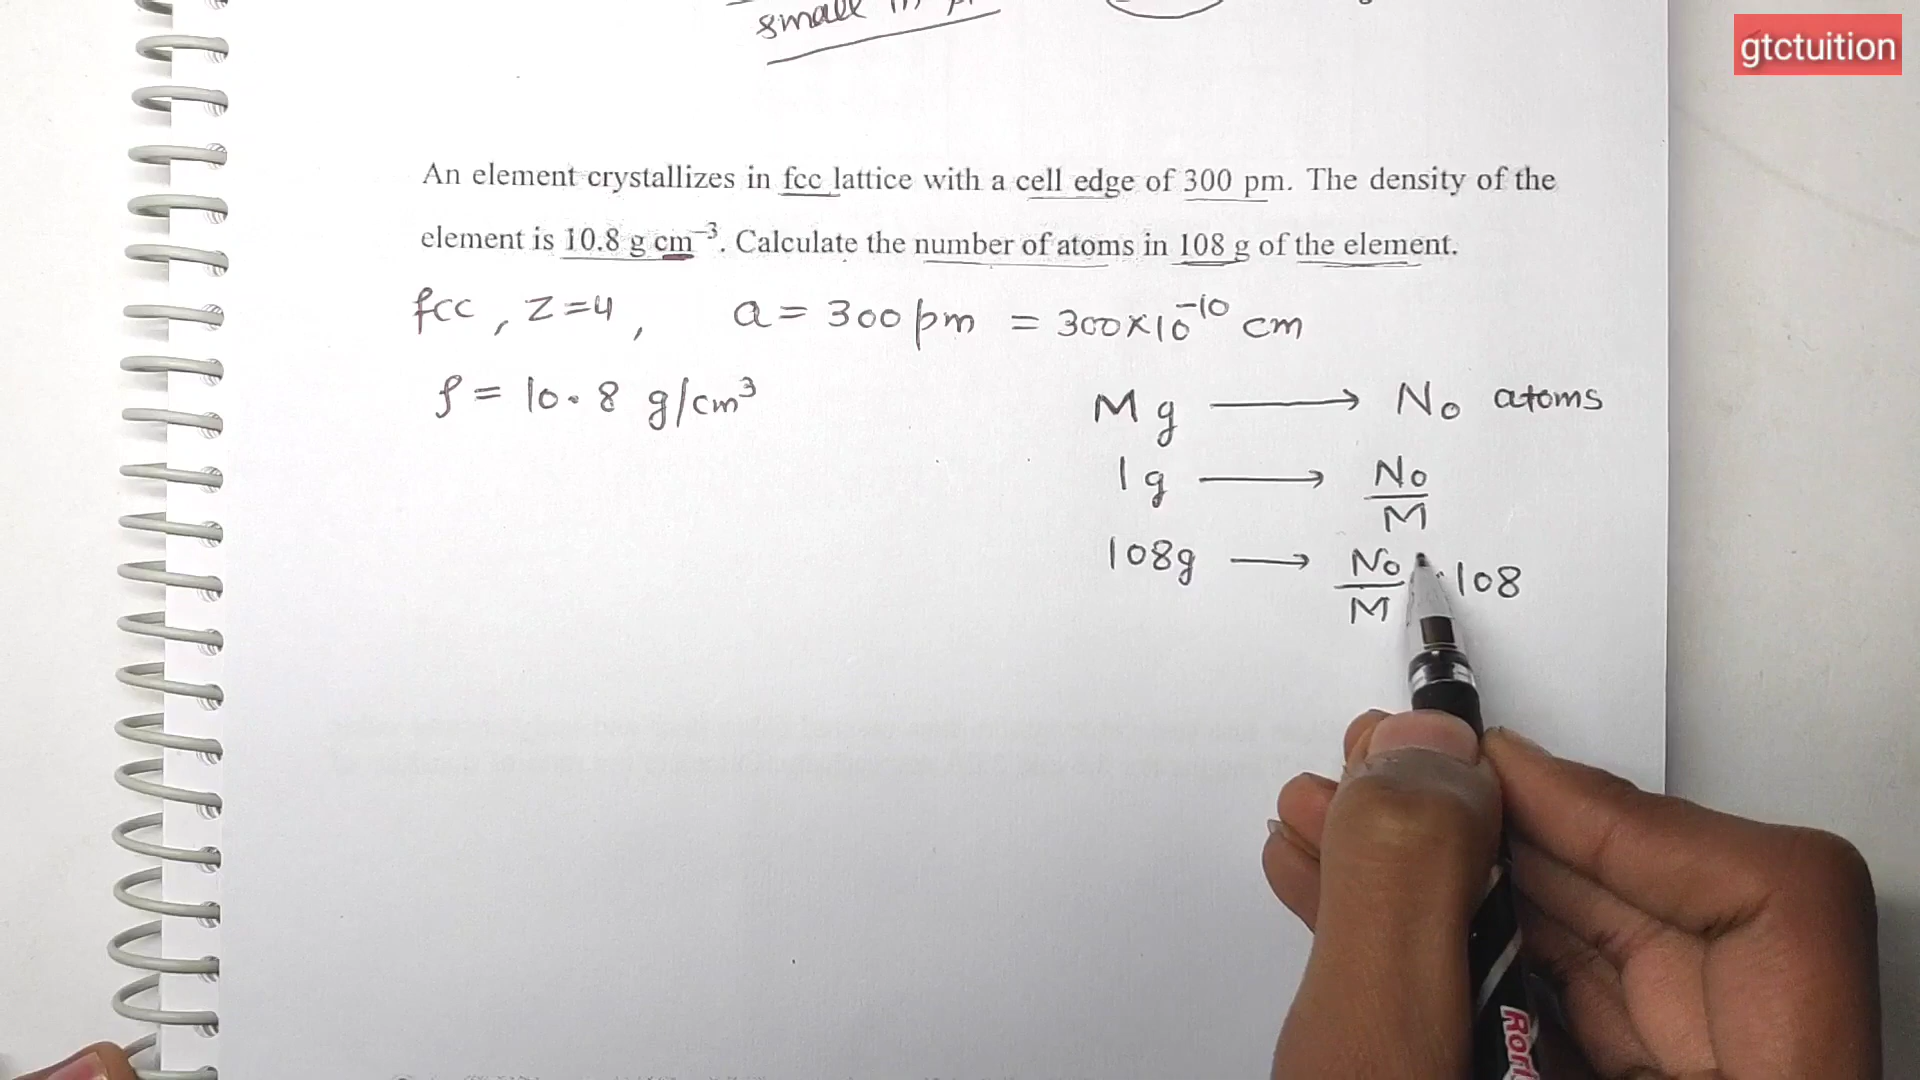 small in
gtctuition
An element crystallizes in fcc lattice with a cell edge of 300 pm. The density of the
element is 10.8 g cm⁻³. Calculate the number of atoms in 108 g of the element.
fcc, Z=4, a = 300 pm = 300×10⁻¹⁰ cm
ρ = 10.8 g/cm³
M g → N₀ atoms
1g → N₀/M
108g → N₀/M 108